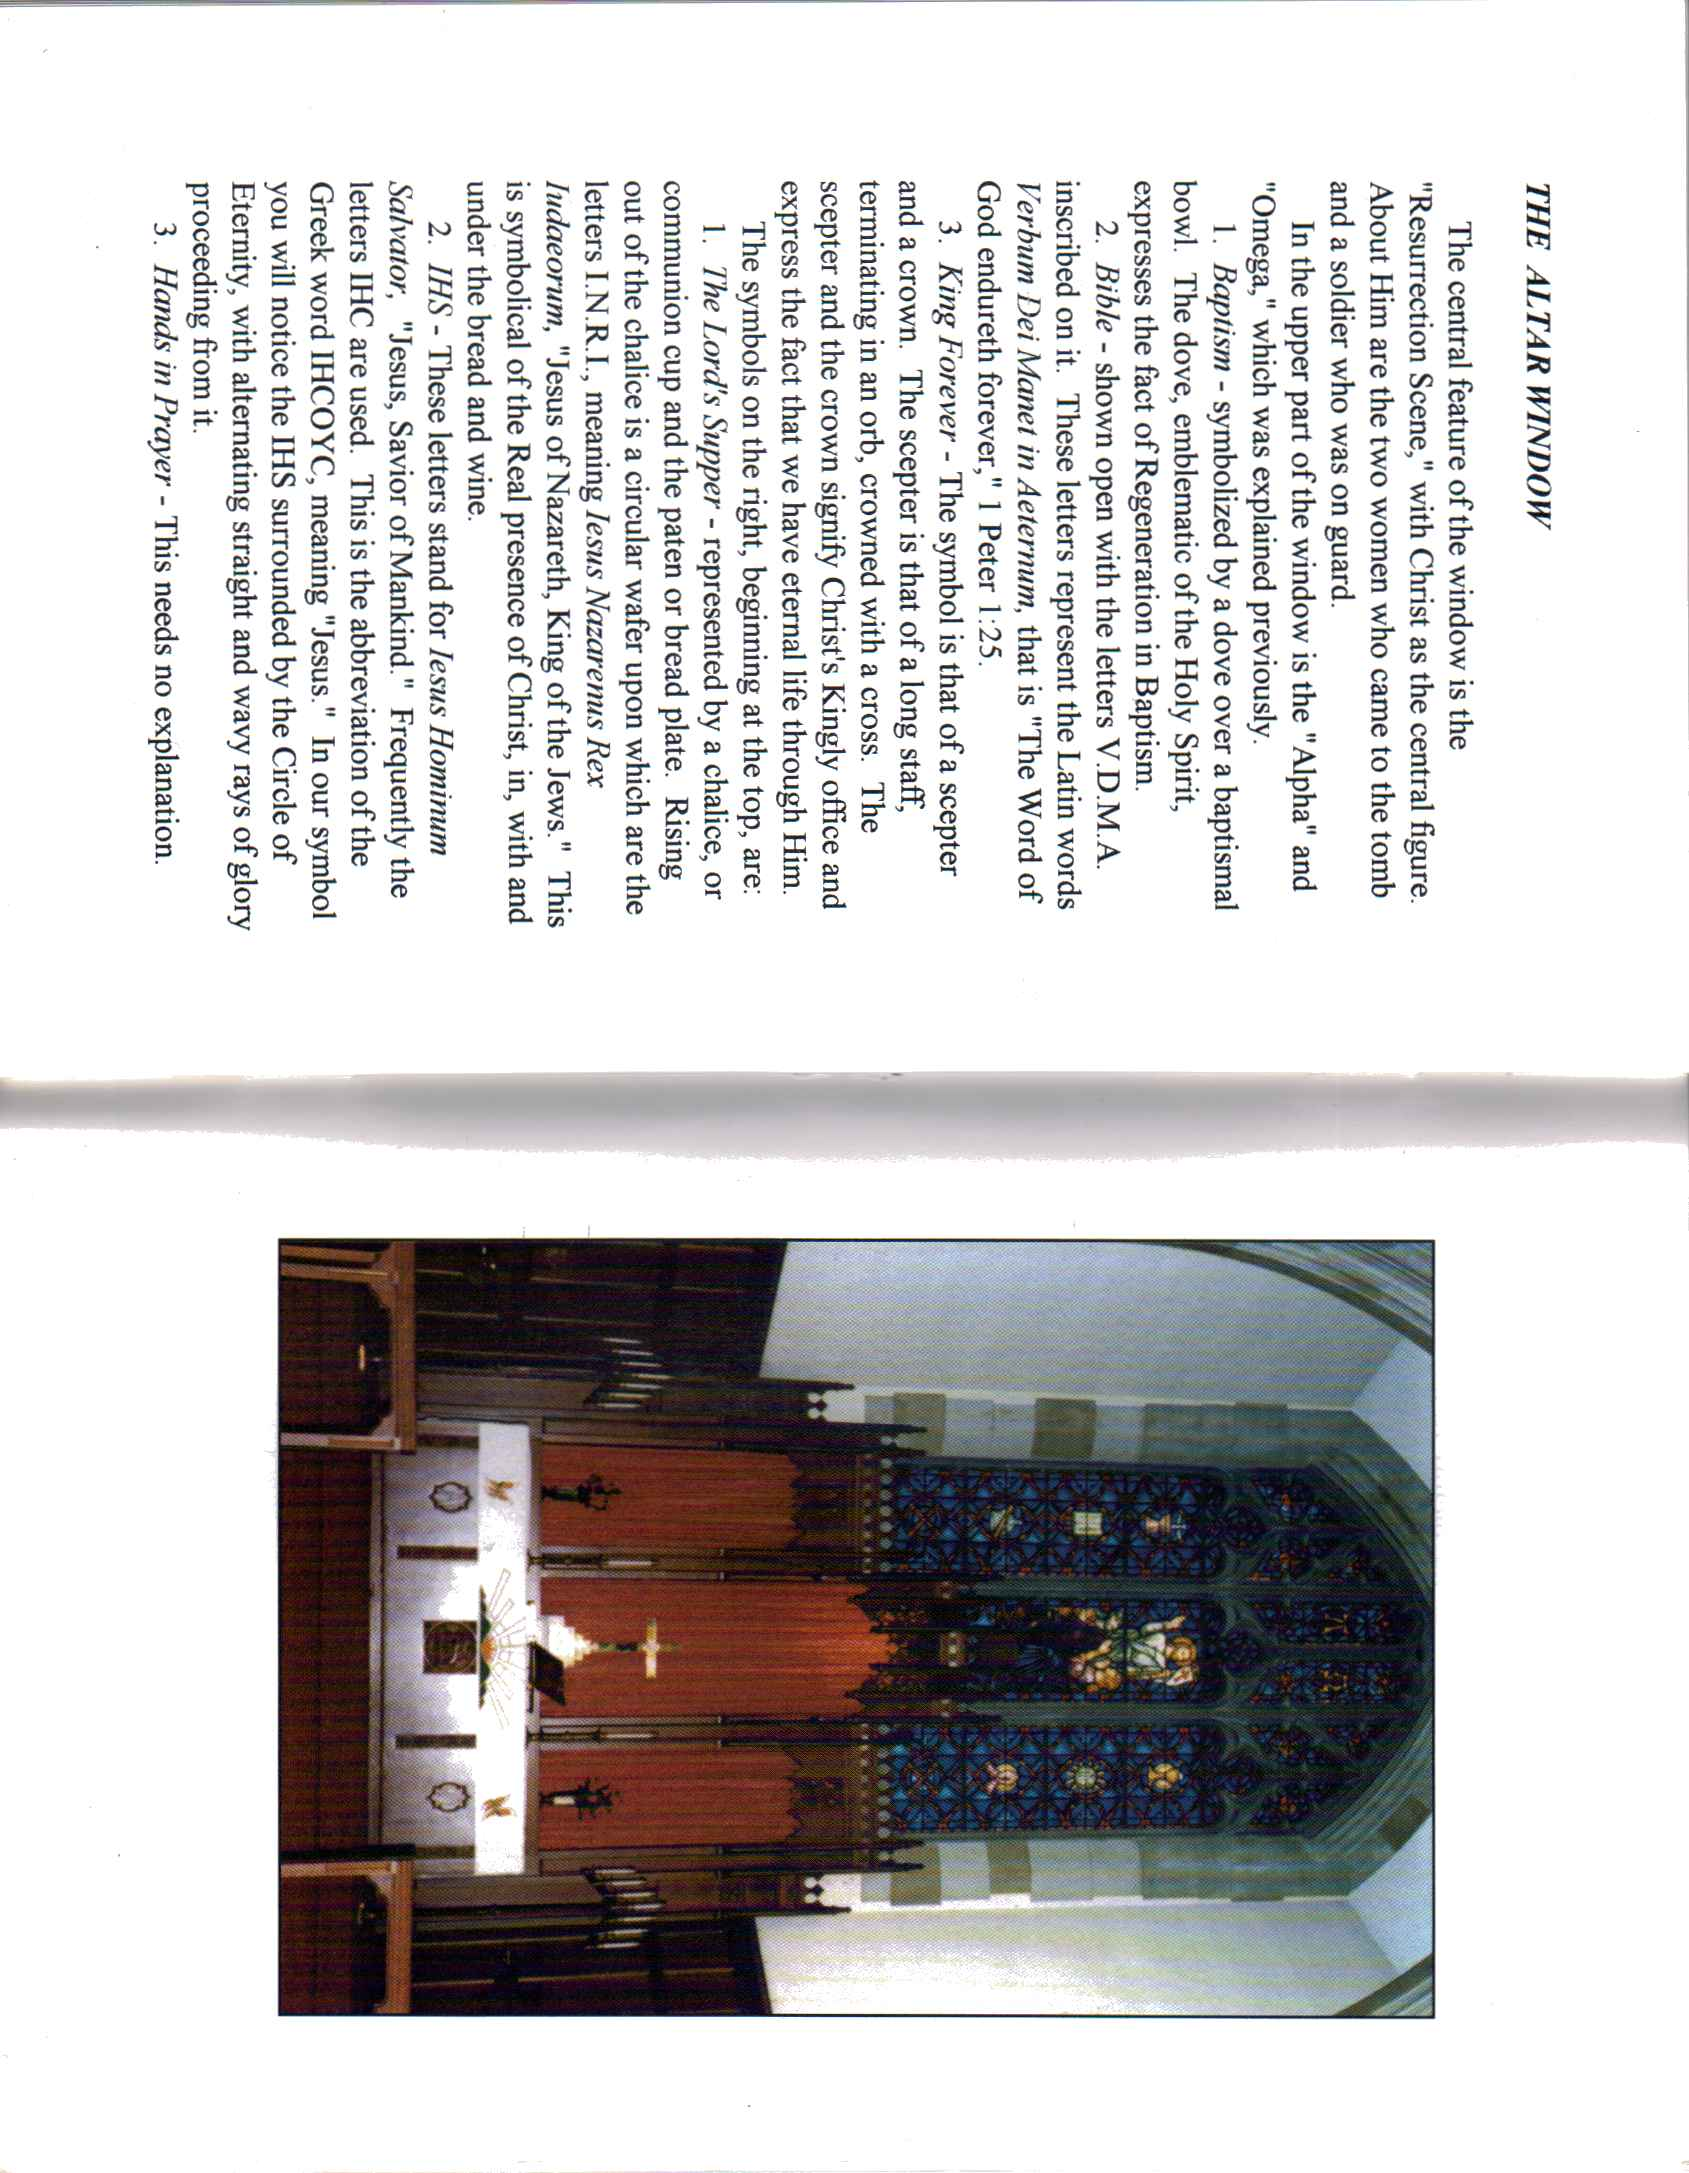 THE ALTAR WINDOW
The central feature of the window is the
"Resurrection Scene," with Christ as the central figure.
About Him are the two women who came to the tomb
and a soldier who was on guard.
In the upper part of the window is the "Alpha" and
"Omega," which was explained previously.
1. Baptism - symbolized by a dove over a baptismal
bowl. The dove, emblematic of the Holy Spirit,
expresses the fact of Regeneration in Baptism.
2. Bible - shown open with the letters V.D.M.A.
inscribed on it. These letters represent the Latin words
Verbum Dei Manet in Aeternum, that is "The Word of
God endureth forever," 1 Peter 1:25.
3. King Forever - The symbol is that of a scepter
and a crown. The scepter is that of a long staff,
terminating in an orb, crowned with a cross. The
scepter and the crown signify Christ's Kingly office and
express the fact that we have eternal life through Him.
The symbols on the right, beginning at the top, are:
1. The Lord's Supper - represented by a chalice, or
communion cup and the paten or bread plate. Rising
out of the chalice is a circular wafer upon which are the
letters I.N.R.I., meaning Iesus Nazarenus Rex
Iudaeorum, "Jesus of Nazareth, King of the Jews." This
is symbolical of the Real presence of Christ, in, with and
under the bread and wine.
2. IHS - These letters stand for Iesus Hominum
Salvator, "Jesus, Savior of Mankind." Frequently the
letters IHC are used. This is the abbreviation of the
Greek word IHCOYC, meaning "Jesus." In our symbol
you will notice the IHS surrounded by the Circle of
Eternity, with alternating straight and wavy rays of glory
proceeding from it.
3. Hands in Prayer - This needs no explanation.